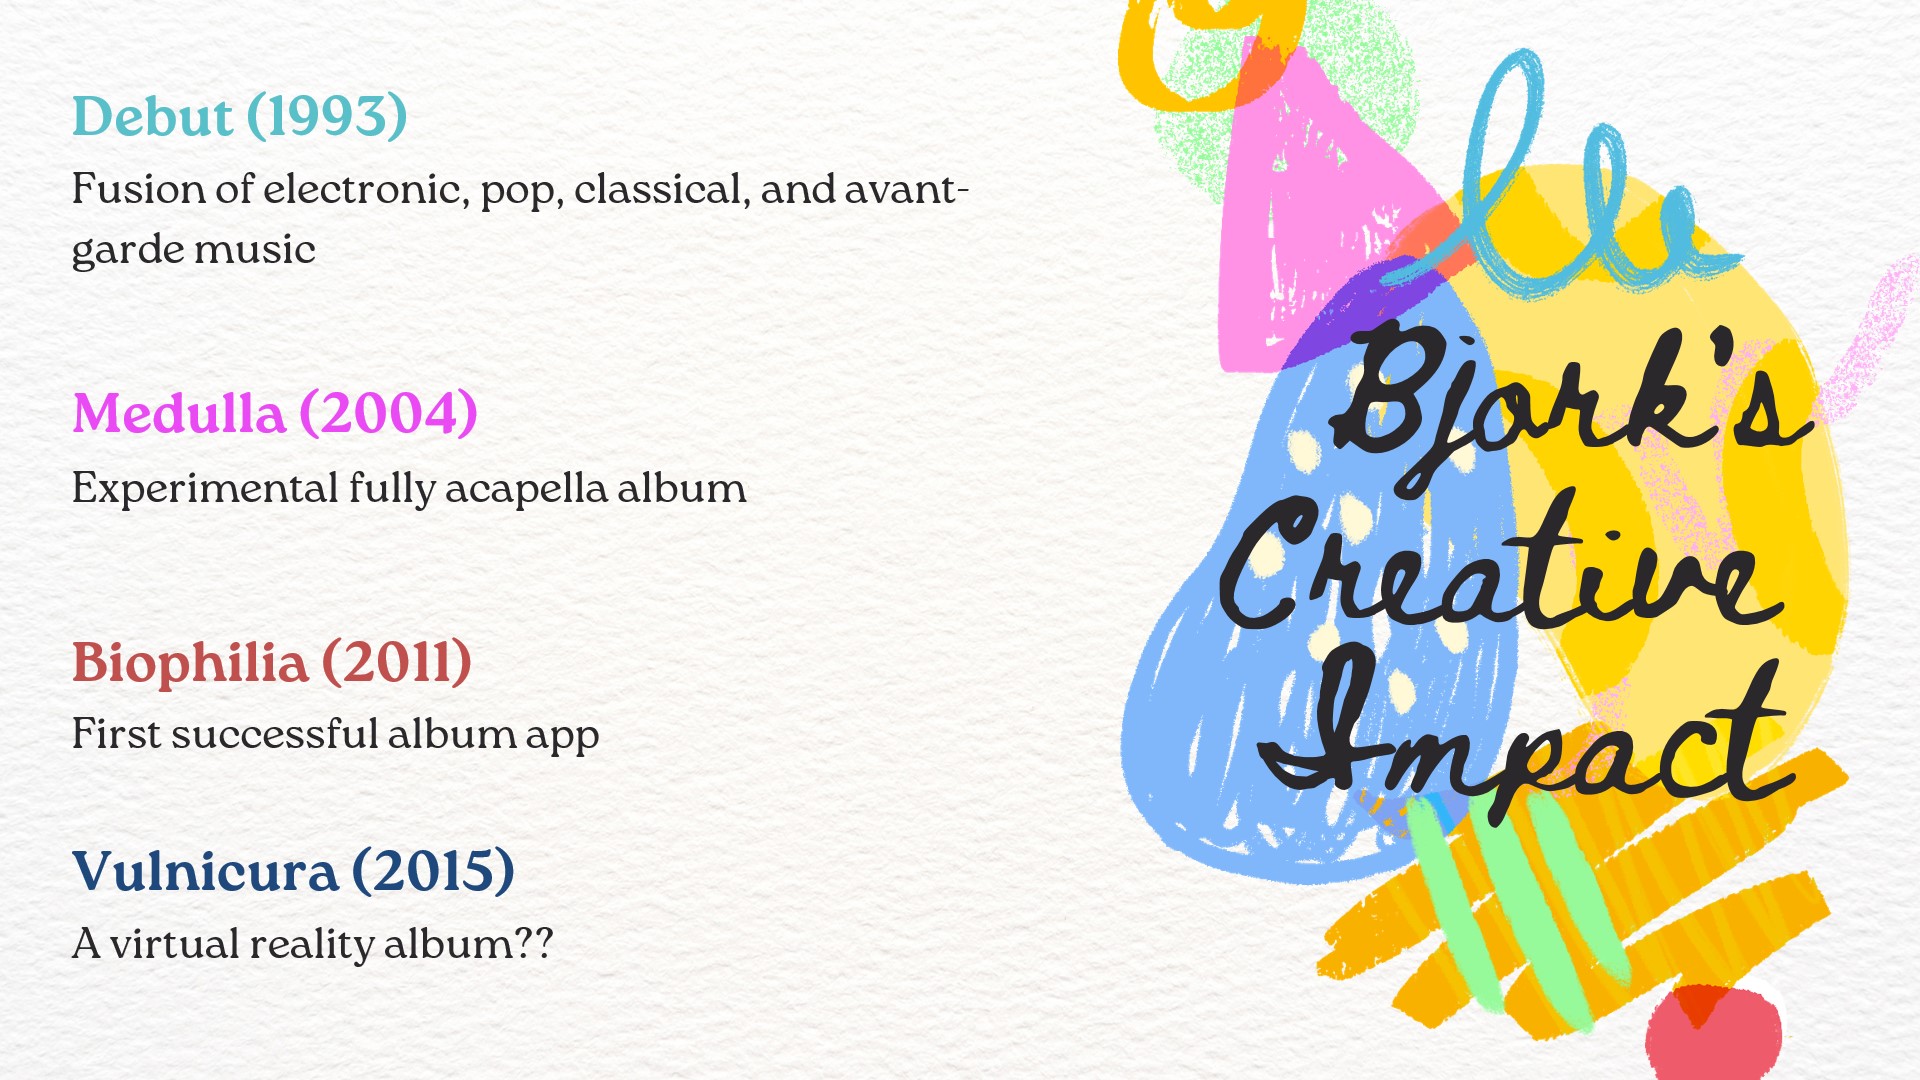 Debut (1993)
Fusion of electronic, pop, classical, and avant-
garde music
Medulla (2004)
Experimental fully acapella album
Biophilia (2011)
First successful album app
Vulnicura (2015)
A virtual reality album??
Bjork's
Creative
Impact